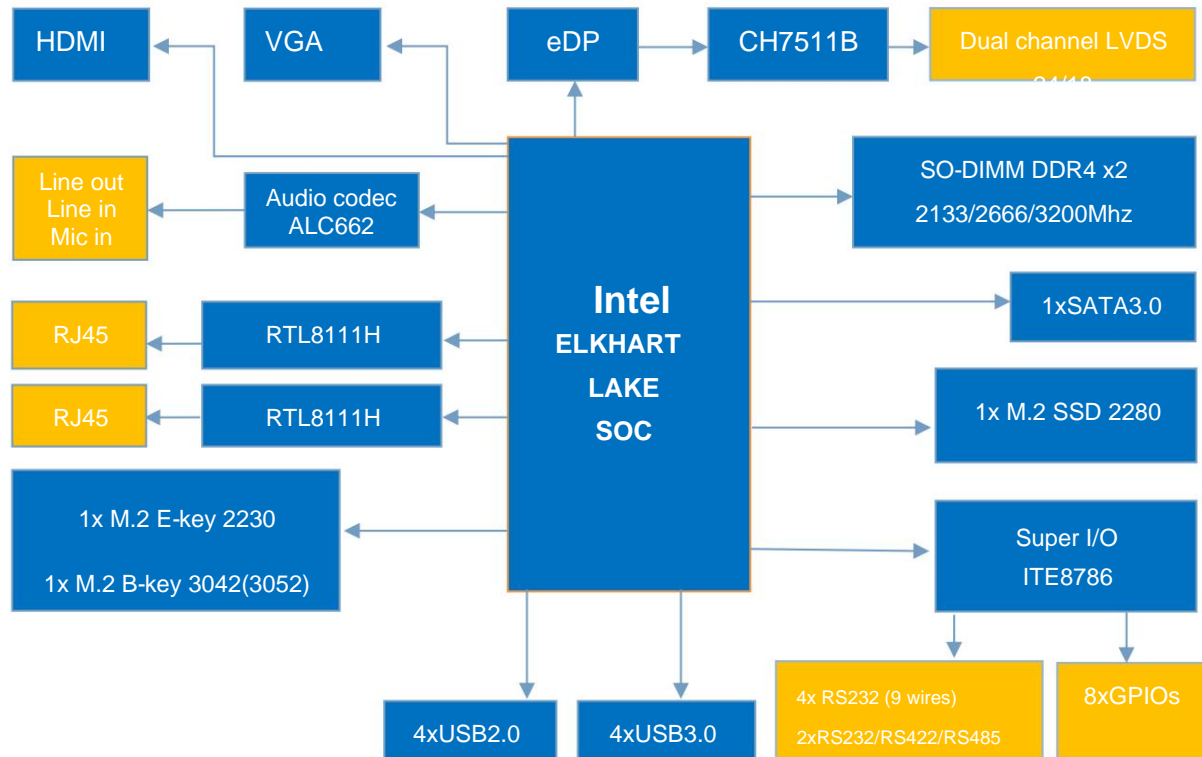 HDMI
VGA
eDP
CH7511B
Dual channel LVDS
24/18
Line out
Line in
Mic in
Audio codec
ALC662
SO-DIMM DDR4 x2
2133/2666/3200Mhz
RJ45
RTL8111H
Intel
ELKHART
LAKE
SOC
1xSATA3.0
RJ45
RTL8111H
1x M.2 SSD 2280
1x M.2 E-key 2230
1x M.2 B-key 3042(3052)
Super I/O
ITE8786
4xUSB2.0
4xUSB3.0
4x RS232 (9 wires)
2xRS232/RS422/RS485
8xGPIOs